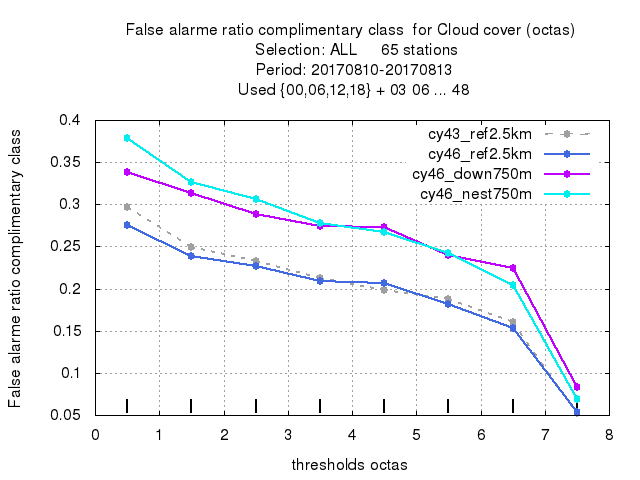 False alarme ratio complimentary class  for Cloud cover (octas)
Selection: ALL     65 stations
Period: 20170810-20170813
Used {00,06,12,18} + 03 06 ... 48
False alarme ratio complimentary class
0.4
0.35
0.3
0.25
0.2
0.15
0.1
0.05
cy43_ref2.5km
cy46_ref2.5km
cy46_down750m
cy46_nest750m
0 1 2 3 4 5 6 7 8
thresholds octas